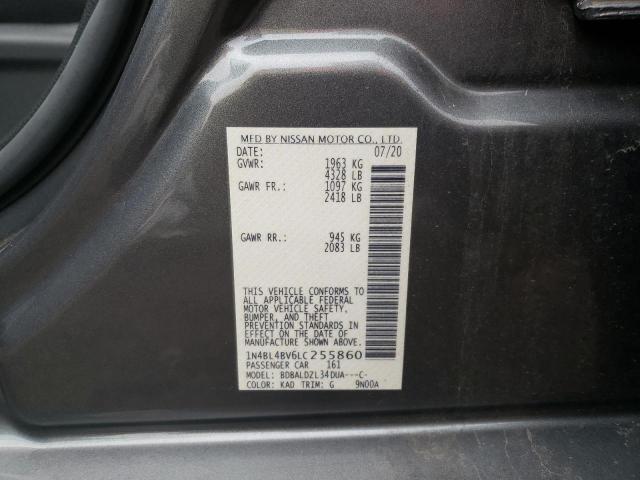 MFD BY NISSAN MOTOR CO., LTD.
DATE: 07/20
GVWR: 1963 KG
4328 LB
GAWR FR.: 1097 KG
2418 LB
GAWR RR.: 945 KG
2083 LB
THIS VEHICLE CONFORMS TO
ALL APPLICABLE FEDERAL
MOTOR VEHICLE SAFETY,
BUMPER, AND THEFT
PREVENTION STANDARDS IN
EFFECT ON THE DATE OF
MANUFACTURE SHOWN ABOVE.
1N4BL4BV6LC255860
PASSENGER CAR 161
MODEL: BDBALDZL34DUA---C-
COLOR: KAD TRIM: G 9N00A